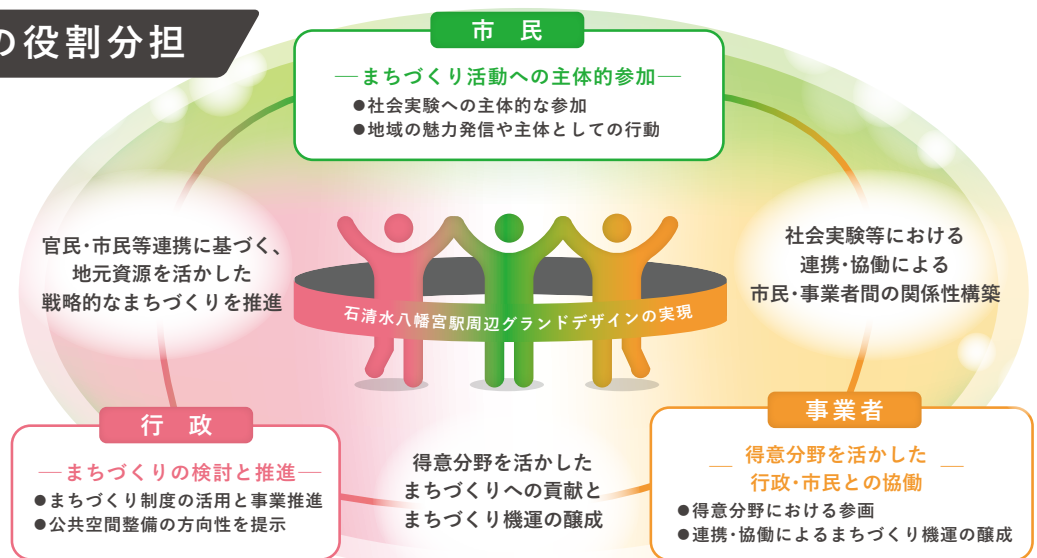 の役割分担
市 民
―まちづくり活動への主体的参加―
●社会実験への主体的な参加
●地域の魅力発信や主体としての行動
官民・市民等連携に基づく、
地元資源を活かした
戦略的なまちづくりを推進
社会実験等における
連携・協働による
市民・事業者間の関係性構築
石清水八幡宮駅周辺グランドデザインの実現
行 政
―まちづくりの検討と推進―
●まちづくり制度の活用と事業推進
●公共空間整備の方向性を提示
得意分野を活かした
まちづくりへの貢献と
まちづくり機運の醸成
事業者
得意分野を活かした
行政・市民との協働
●得意分野における参画
●連携・協働によるまちづくり機運の醸成